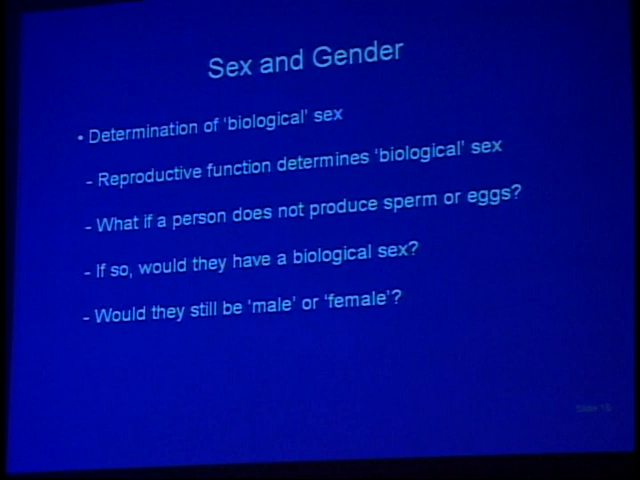 Sex and Gender
• Determination of 'biological' sex
- Reproductive function determines 'biological' sex
- What if a person does not produce sperm or eggs?
- If so, would they have a biological sex?
- Would they still be 'male' or 'female'?